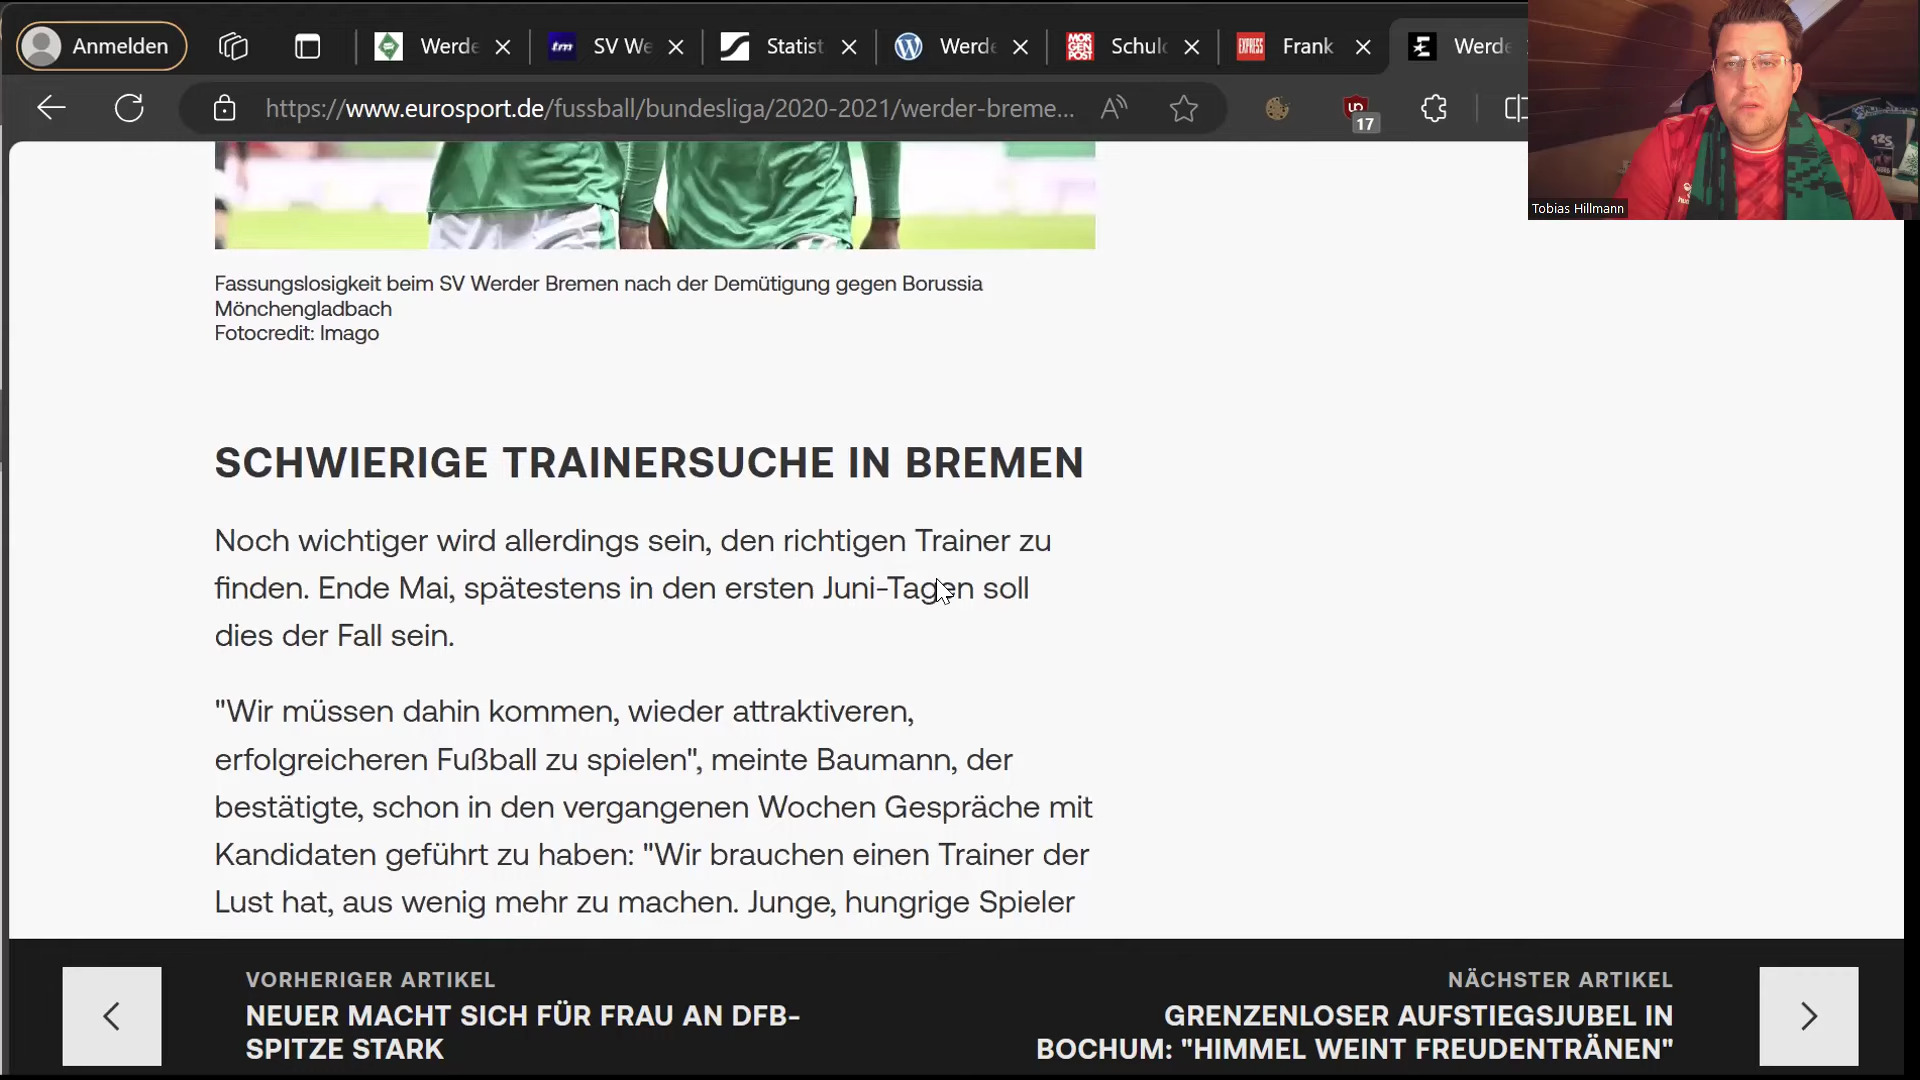 Anmelden
Werde
SV We
Statist
Werde
MOR
GEN
POST
Schulc
EXPRESS
Frank
Werde
https://www.eurosport.de/fussball/bundesliga/2020-2021/werder-breme...
17
Tobias Hillmann
Fassungslosigkeit beim SV Werder Bremen nach der Demütigung gegen Borussia
Mönchengladbach
Fotocredit: Imago
SCHWIERIGE TRAINERSUCHE IN BREMEN
Noch wichtiger wird allerdings sein, den richtigen Trainer zu
finden. Ende Mai, spätestens in den ersten Juni-Tagen soll
dies der Fall sein.
"Wir müssen dahin kommen, wieder attraktiveren,
erfolgreicheren Fußball zu spielen", meinte Baumann, der
bestätigte, schon in den vergangenen Wochen Gespräche mit
Kandidaten geführt zu haben: "Wir brauchen einen Trainer der
Lust hat, aus wenig mehr zu machen. Junge, hungrige Spieler
VORHERIGER ARTIKEL
NEUER MACHT SICH FÜR FRAU AN DFB-
SPITZE STARK
NÄCHSTER ARTIKEL
GRENZENLOSER AUFSTIEGSJUBEL IN
BOCHUM: "HIMMEL WEINT FREUDENTRÄNEN"